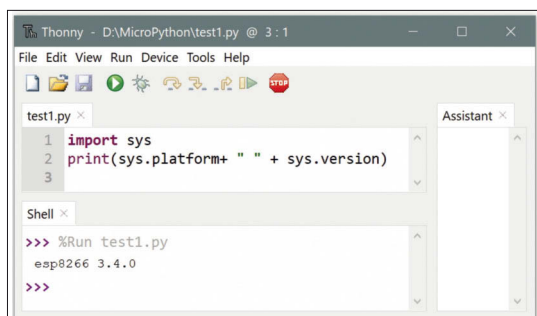 Thonny - D:\MicroPython\test1.py @ 3 : 1
File Edit View Run Device Tools Help
STOP
test1.py ×
Assistant ×
1 import sys
2 print(sys.platform+ " " + sys.version)
3
Shell ×
>>> %Run test1.py
esp8266 3.4.0
>>>